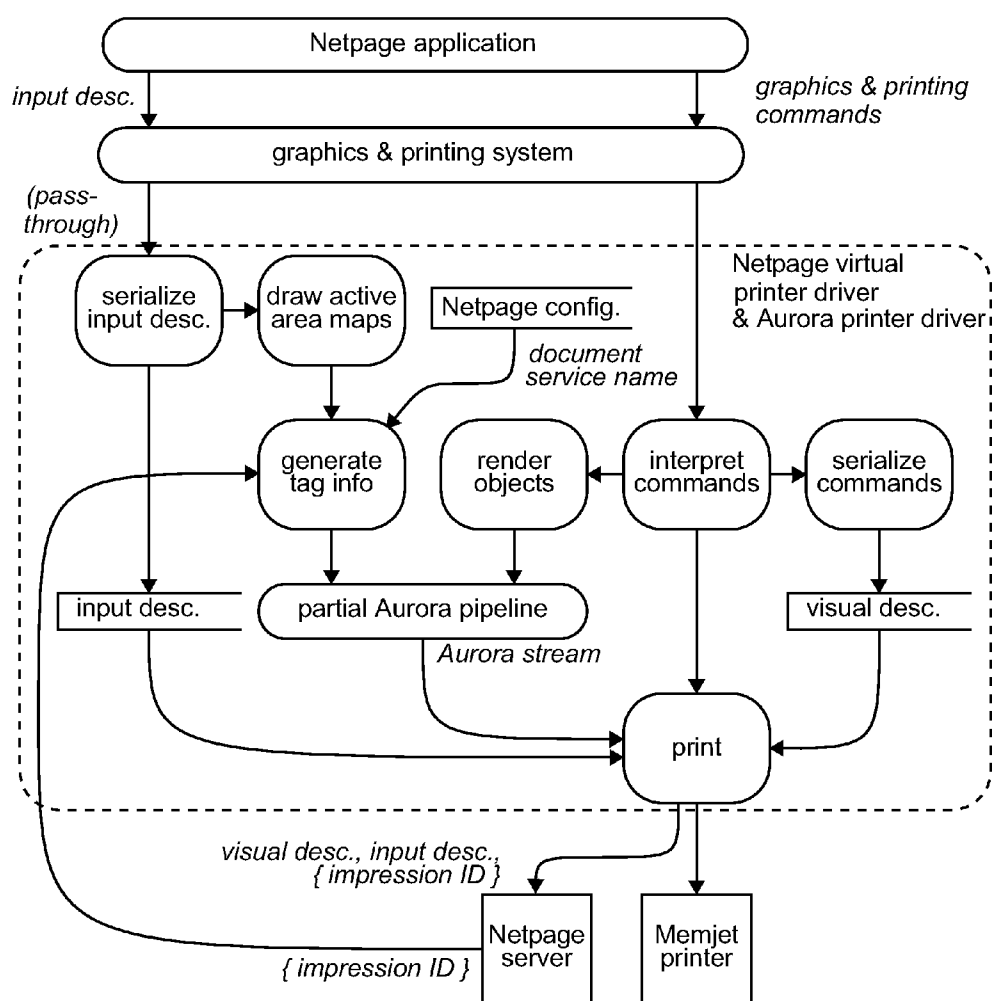 Netpage application
input desc.
graphics & printing
commands
graphics & printing system
(pass-
through)
Netpage virtual
printer driver
& Aurora printer driver
serialize
input desc.
draw active
area maps
Netpage config.
document
service name
generate
tag info
render
objects
interpret
commands
serialize
commands
input desc.
partial Aurora pipeline
visual desc.
Aurora stream
print
visual desc., input desc.,
{ impression ID }
Netpage
server
Memjet
printer
{ impression ID }